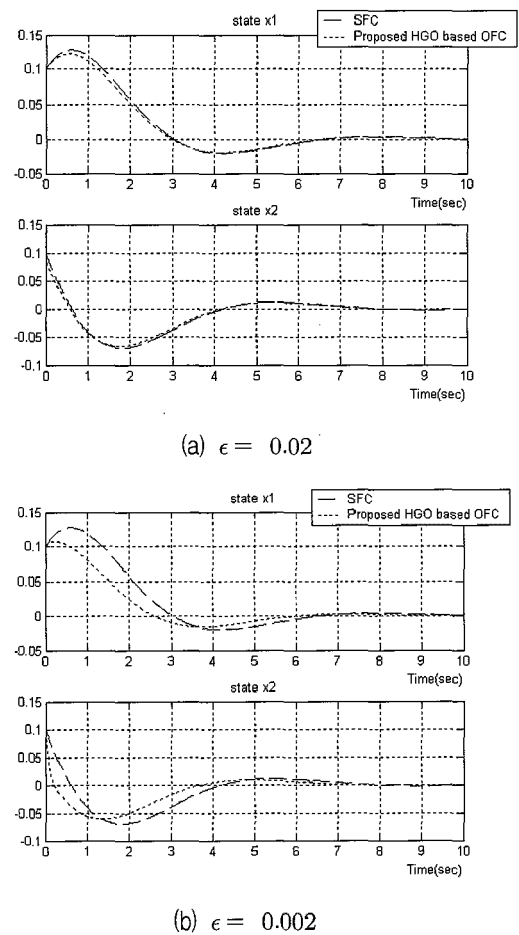 state x1
SFC
Proposed HGO based OFC
0.15
0.1
0.05
0
-0.05
0 1 2 3 4 5 6 7 8 9 10
Time(sec)
state x2
0.15
0.1
0.05
0
-0.05
-0.1
0 1 2 3 4 5 6 7 8 9 10
Time(sec)
(a) ϵ = 0.02
state x1
SFC
Proposed HGO based OFC
0.15
0.1
0.05
0
-0.05
0 1 2 3 4 5 6 7 8 9 10
Time(sec)
state x2
0.15
0.1
0.05
0
-0.05
-0.1
0 1 2 3 4 5 6 7 8 9 10
Time(sec)
(b) ϵ = 0.002